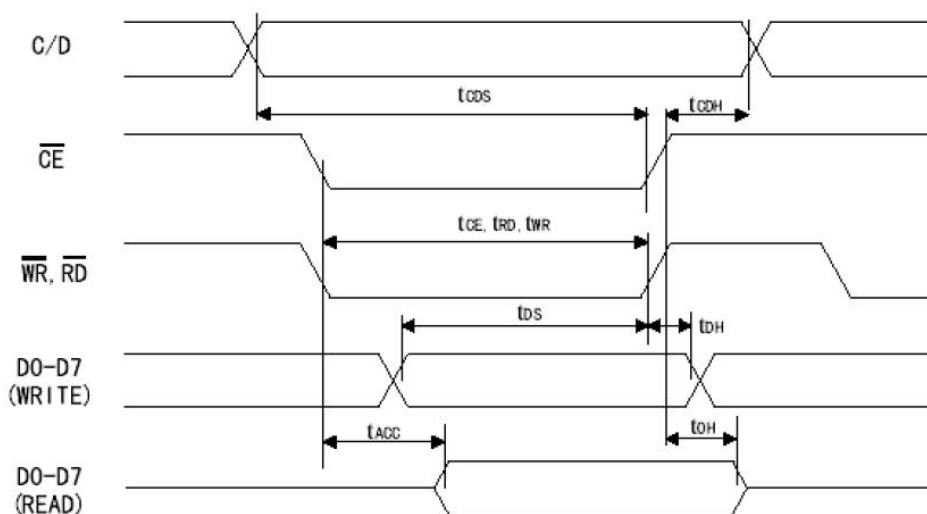 C/D
tCDS
tCDH
CE
tCE, tRD, tWR
WR, RD
tDS
tDH
D0-D7
(WRITE)
tACC
tOH
D0-D7
(READ)